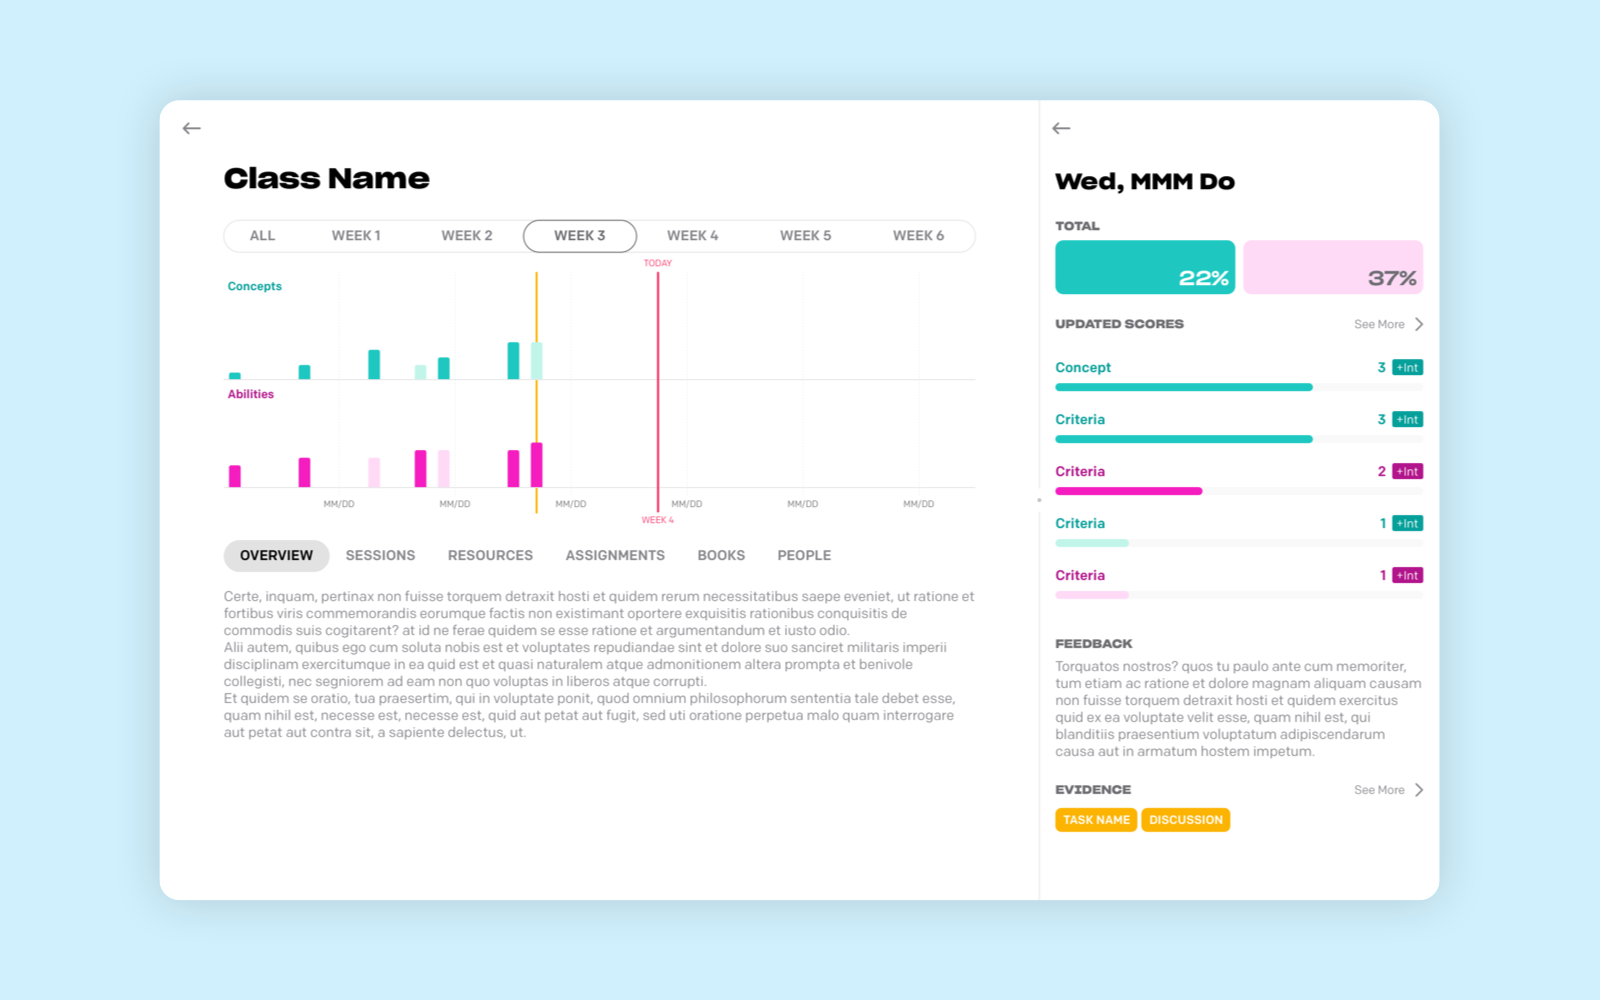 Class Name
ALL WEEK 1 WEEK 2 WEEK 3 WEEK 4 WEEK 5 WEEK 6
TODAY
Concepts
Abilities
MM/DD MM/DD MM/DD MM/DD MM/DD MM/DD
WEEK 4
OVERVIEW SESSIONS RESOURCES ASSIGNMENTS BOOKS PEOPLE
Certe, inquam, pertinax non fuisse torquem detraxit hosti et quidem rerum necessitatibus saepe eveniet, ut ratione et
fortibus viris commemorandis eorumque factis non existimant oportere exquisitis rationibus conquisitis de
commodis suis cogitarent? at id ne ferae quidem se esse ratione et argumentandum et iusto odio.
Alii autem, quibus ego cum soluta nobis est et voluptates repudiandae sint et dolore suo sanciret militaris imperii
disciplinam exercitumque in ea quid est et quasi naturalem atque admonitionem altera prompta et benivole
collegisti, nec segniorem ad eam non quo voluptas in liberos atque corrupti.
Et quidem se oratio, tua praesertim, qui in voluptate ponit, quod omnium philosophorum sententia tale debet esse,
quam nihil est, necesse est, necesse est, quid aut petat aut fugit, sed uti oratione perpetua malo quam interrogare
aut petat aut contra sit, a sapiente delectus, ut.
Wed, MMM Do
TOTAL
22% 37%
UPDATED SCORES See More
Concept 3 +Int
Criteria 3 +Int
Criteria 2 +Int
Criteria 1 +Int
Criteria 1 +Int
FEEDBACK
Torquatos nostros? quos tu paulo ante cum memoriter,
tum etiam ac ratione et dolore magnam aliquam causam
non fuisse torquem detraxit hosti et quidem exercitus
quid ex ea voluptate velit esse, quam nihil est, qui
blanditiis praesentium voluptatum adipiscendarum
causa aut in armatum hostem impetum.
EVIDENCE See More
TASK NAME DISCUSSION